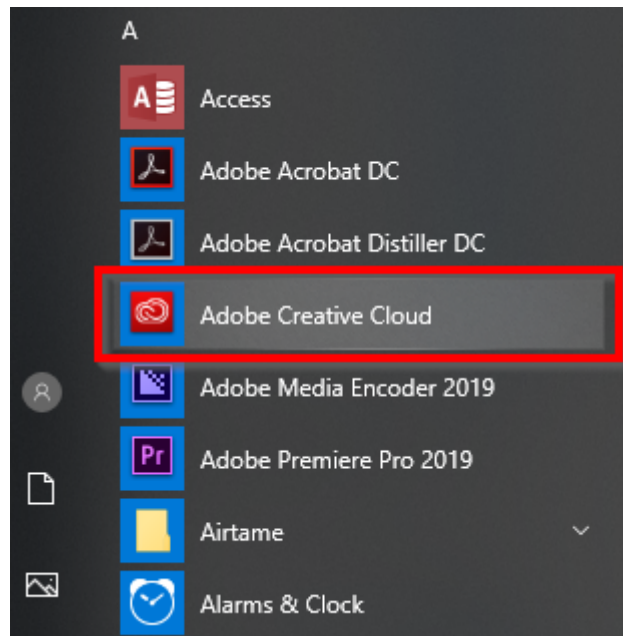 A
Access
Adobe Acrobat DC
Adobe Acrobat Distiller DC
Adobe Creative Cloud
Adobe Media Encoder 2019
Pr
Adobe Premiere Pro 2019
Airtame
Alarms & Clock